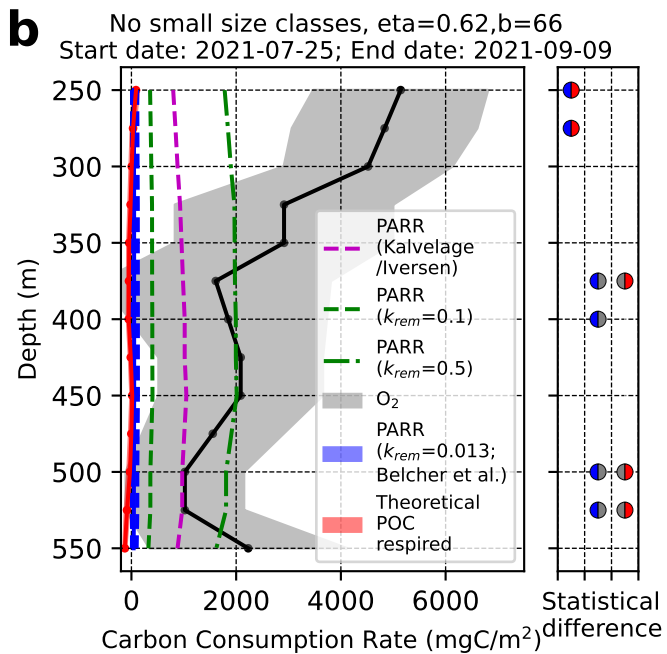 b
No small size classes, eta=0.62,b=66
Start date: 2021-07-25; End date: 2021-09-09
250
300
350
400
450
500
550
Depth (m)
PARR
(Kalvelage
/Iversen)
PARR
(k_rem=0.1)
PARR
(k_rem=0.5)
O₂
PARR
(k_rem=0.013;
Belcher et al.)
Theoretical
POC
respired
0 2000 4000 6000
Carbon Consumption Rate (mgC/m²)
Statistical
difference